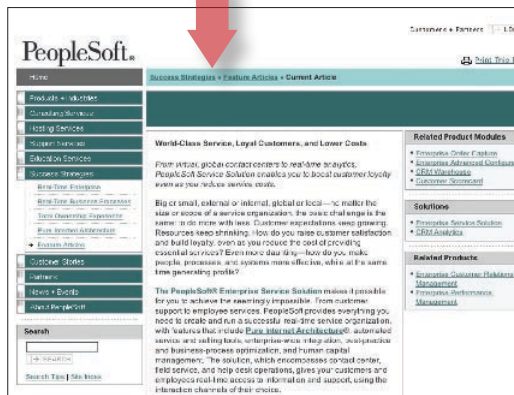 Customers + Partners
PeopleSoft®
Print This
Home
Success Strategies + Feature Articles + Current Article
Products + Industries
Consulting Services
Hosting Services
Support Services
Education Services
Success Strategies
Real-Time Enterprise
Real-Time Business Processes
Total Ownership Experience
Pure Internet Architecture
Feature Articles
Customer Stories
Partners
News + Events
About PeopleSoft
Search
SEARCH
Search Tips | Site Index
World-Class Service, Loyal Customers, and Lower Costs
From virtual, global contact centers to real-time analytics,
PeopleSoft Service Solution enables you to boost customer loyalty
even as you reduce service costs.
Big or small, external or internal, global or local—no matter the
size or scope of a service organization, the basic challenge is the
same: to do more with less. Customer expectations keep growing.
Resources keep shrinking. How do you raise customer satisfaction
and build loyalty, even as you reduce the cost of providing
essential services? Even more daunting—how do you make
people, processes, and systems more effective, while at the same
time generating profits?
The PeopleSoft® Enterprise Service Solution makes it possible
for you to achieve the seemingly impossible. From customer
support to employee services, PeopleSoft provides everything you
need to create and run a successful real-time service organization,
with features that include Pure Internet Architecture®, automated
service and selling tools, enterprise-wide integration, best-practice
and business-process optimization, and human capital
management. The solution, which encompasses contact center,
field service, and help desk operations, gives your customers and
employees real-time access to information and support, using the
interaction channels of their choice.
Related Product Modules
Enterprise Order Capture
Enterprise Advanced
CRM Warehouse
Customer Scorecard
Solutions
Enterprise Service Solution
CRM Analytics
Related Products
Enterprise Customer
Management
Enterprise Performance
Management